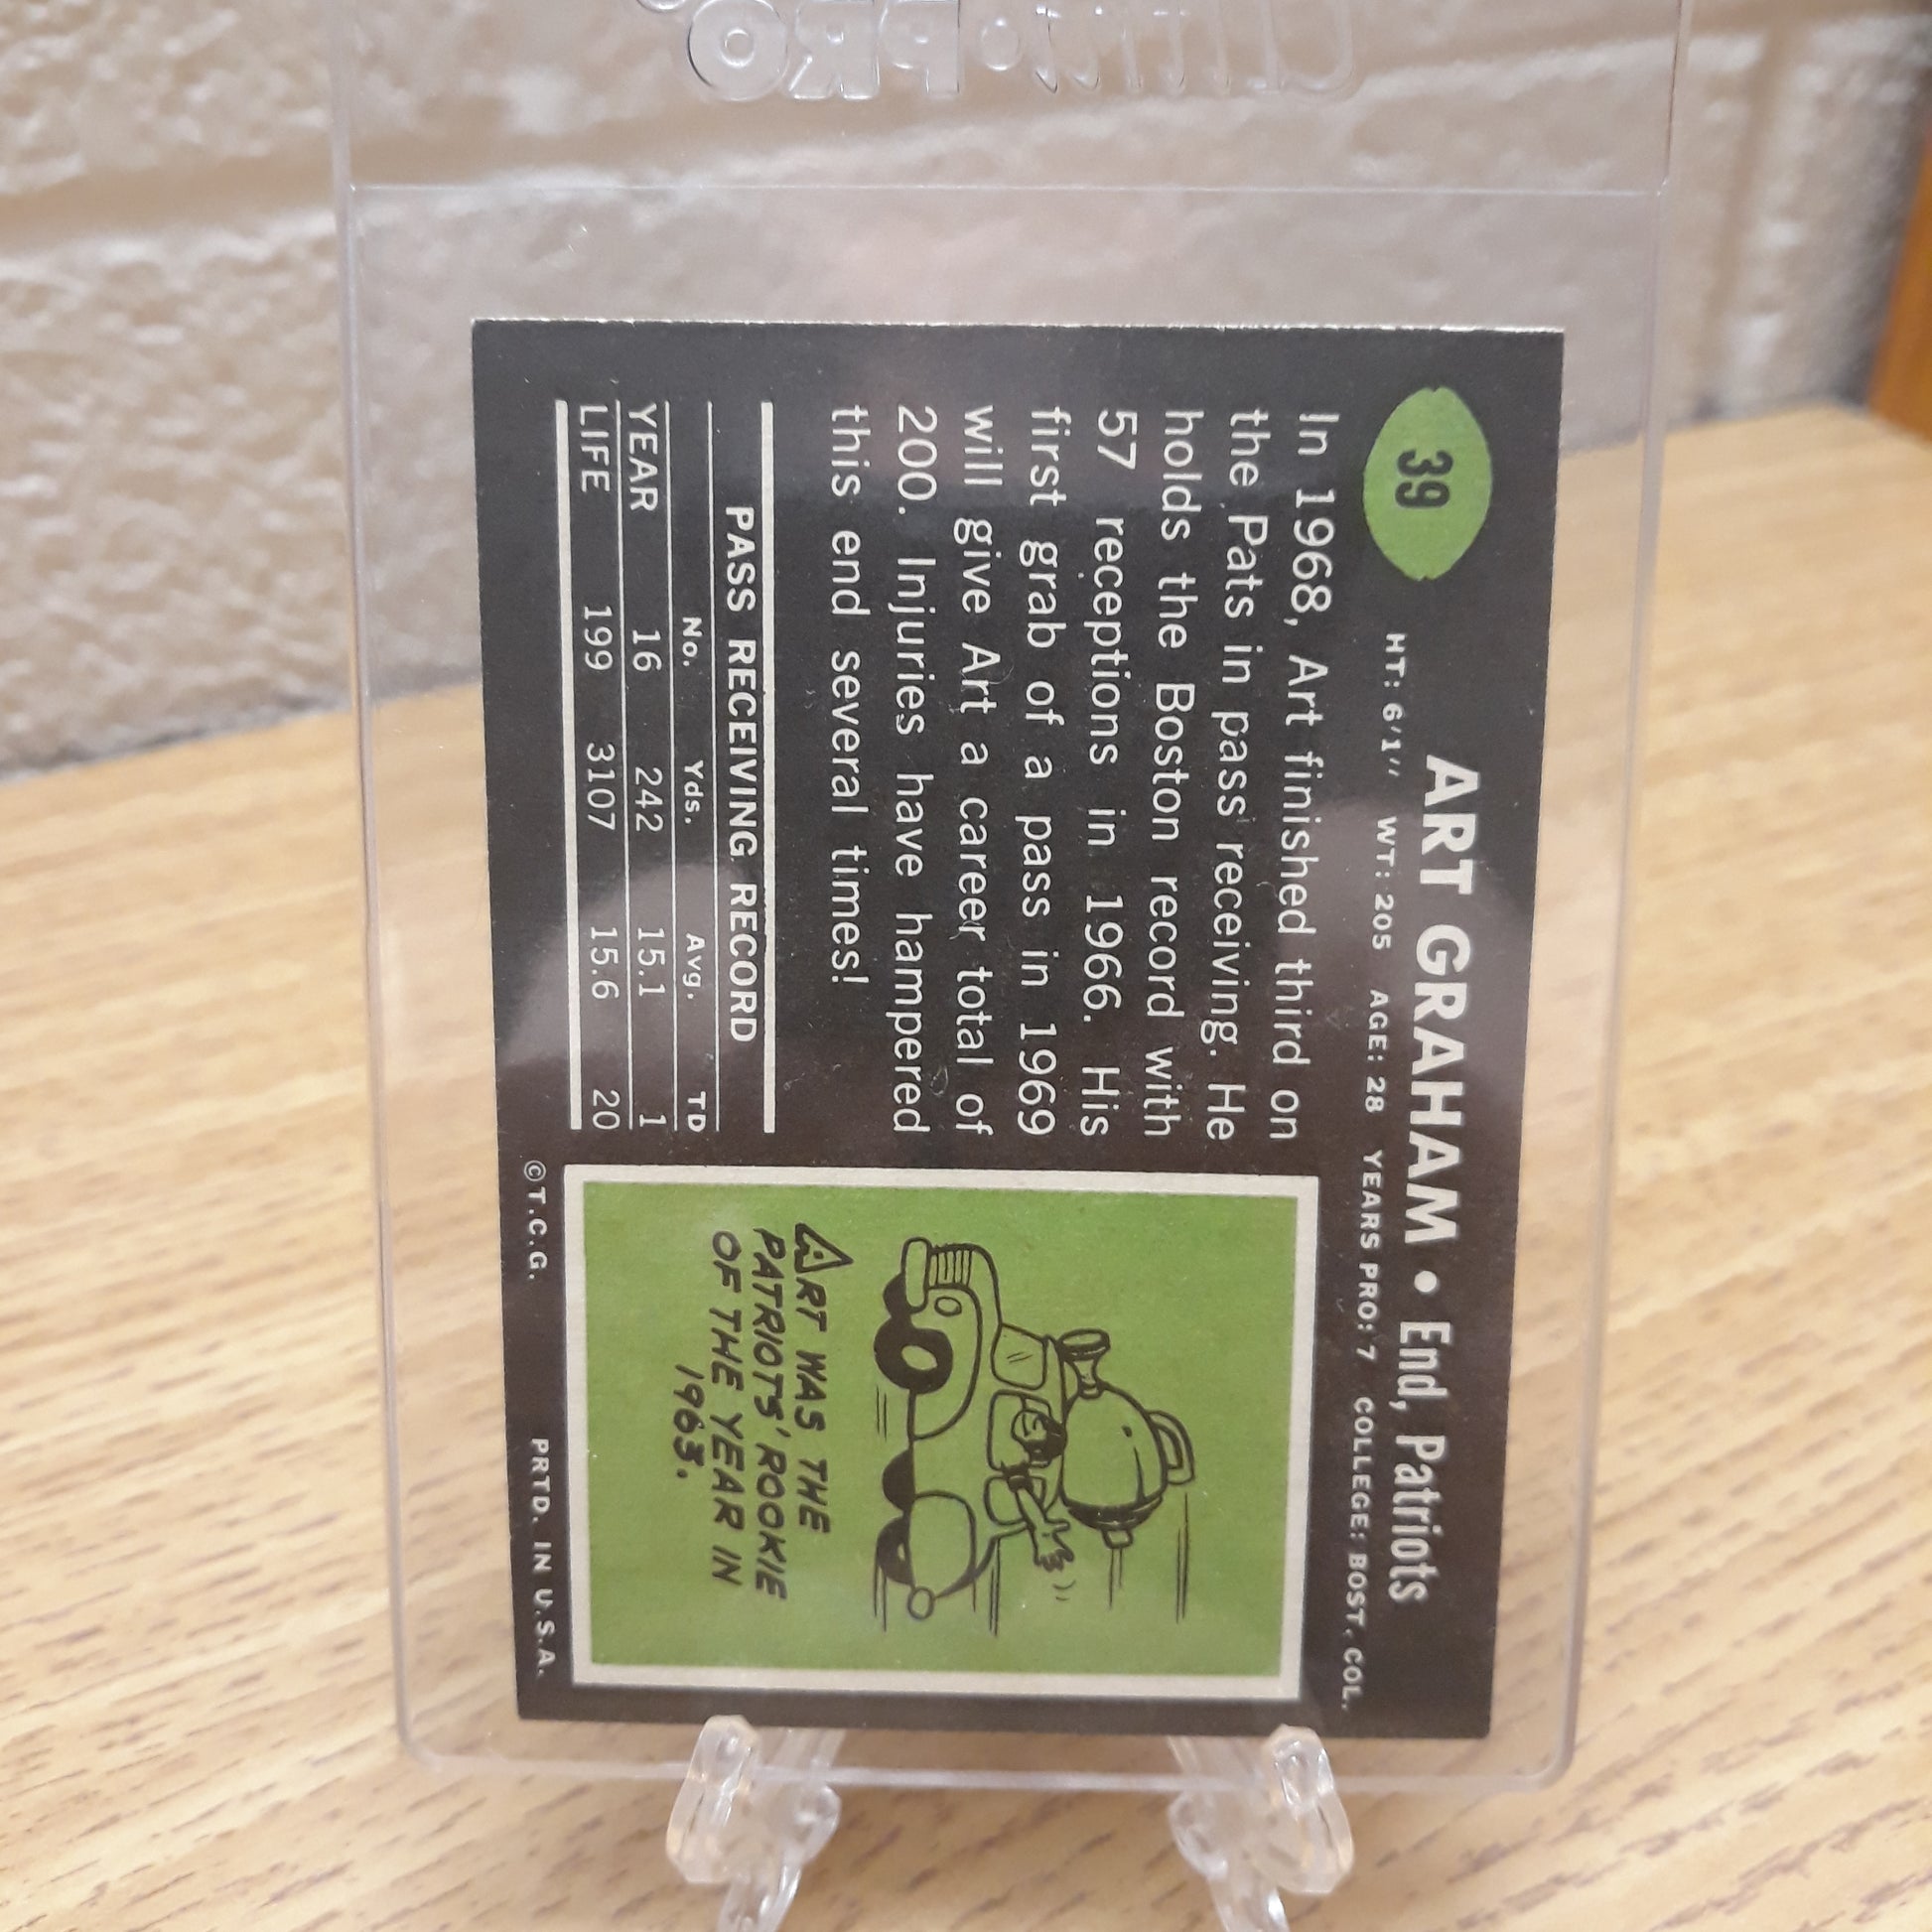 Ultra•PRO
39
ART GRAHAM • End, Patriots
HT: 6'1" WT: 205 AGE: 28 YEARS PRO: 7 COLLEGE: BOST. COL.
In 1968, Art finished third on
the Pats in pass receiving. He
holds the Boston record with
57 receptions in 1966. His
first grab of a pass in 1969
will give Art a career total of
200. Injuries have hampered
this end several times!
PASS RECEIVING RECORD
No. Yds. Avg. TD
YEAR 16 242 15.1 1
LIFE 199 3107 15.6 20
ART WAS THE
PATRIOTS' ROOKIE
OF THE YEAR IN
1963.
©T.C.G. PRTD. IN U.S.A.